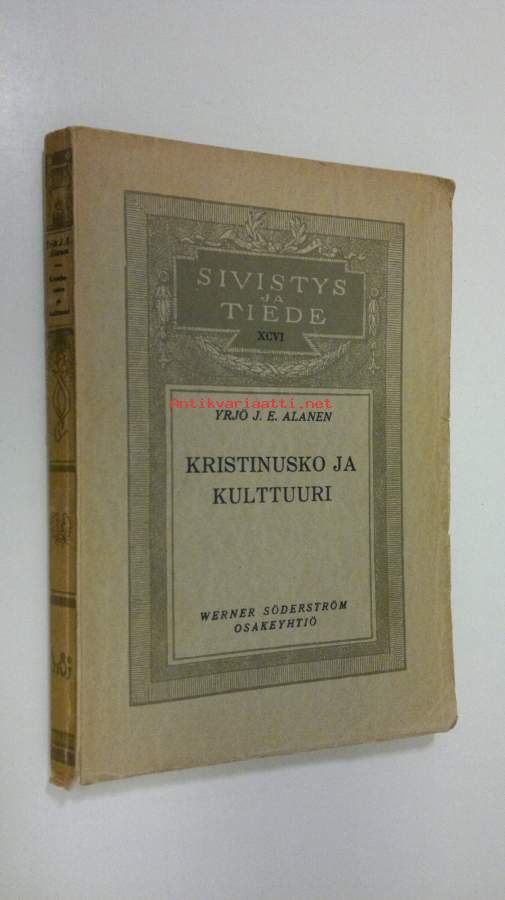 SIVISTYS
JA
TIEDE
XCVI
Antikvariaatti.net
YRJÖ J. E. ALANEN
KRISTINUSKO JA
KULTTUURI
WERNER SÖDERSTRÖM
OSAKEYHTIÖ